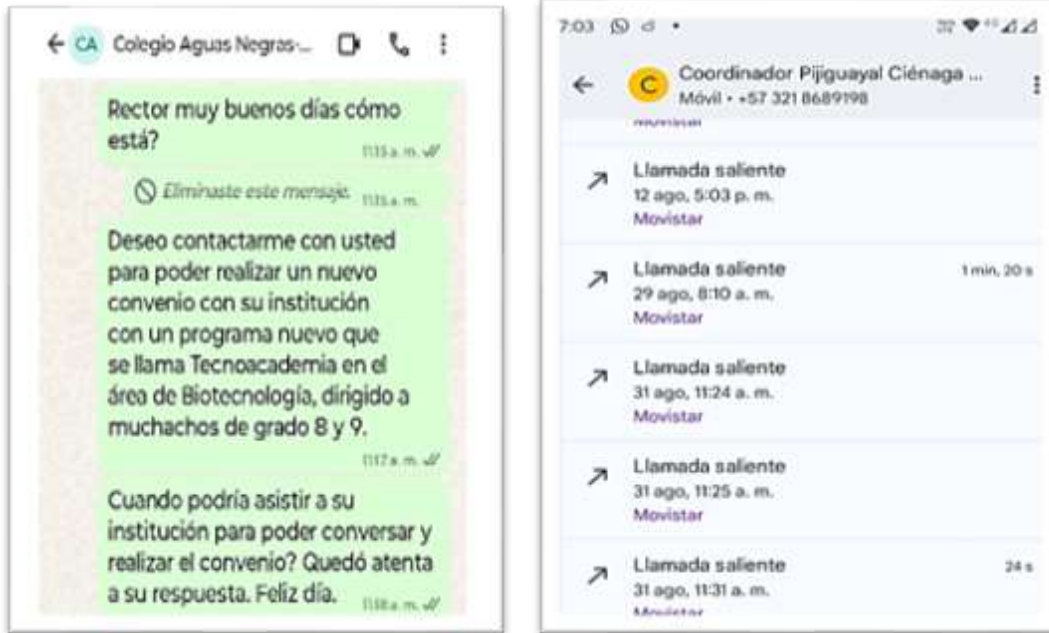 CA Colegio Aguas Negras-...
Rector muy buenos días cómo
está?
11:15 a. m.
Eliminaste este mensaje.
11:15 a. m.
Deseo contactarme con usted
para poder realizar un nuevo
convenio con su institución
con un programa nuevo que
se llama Tecnoacademia en el
área de Biotecnología, dirigido a
muchachos de grado 8 y 9.
11:17 a. m.
Cuando podría asistir a su
institución para poder conversar y
realizar el convenio? Quedó atenta
a su respuesta. Feliz día.
7:03
C
Coordinador Pijiguayal Ciénaga ...
Móvil • +57 321 8689198
Movistar
Llamada saliente
12 ago, 5:03 p. m.
Movistar
Llamada saliente
1 min, 20 s
29 ago, 8:10 a. m.
Movistar
Llamada saliente
31 ago, 11:24 a. m.
Movistar
Llamada saliente
31 ago, 11:25 a. m.
Movistar
Llamada saliente
24 s
31 ago, 11:31 a. m.
Movistar